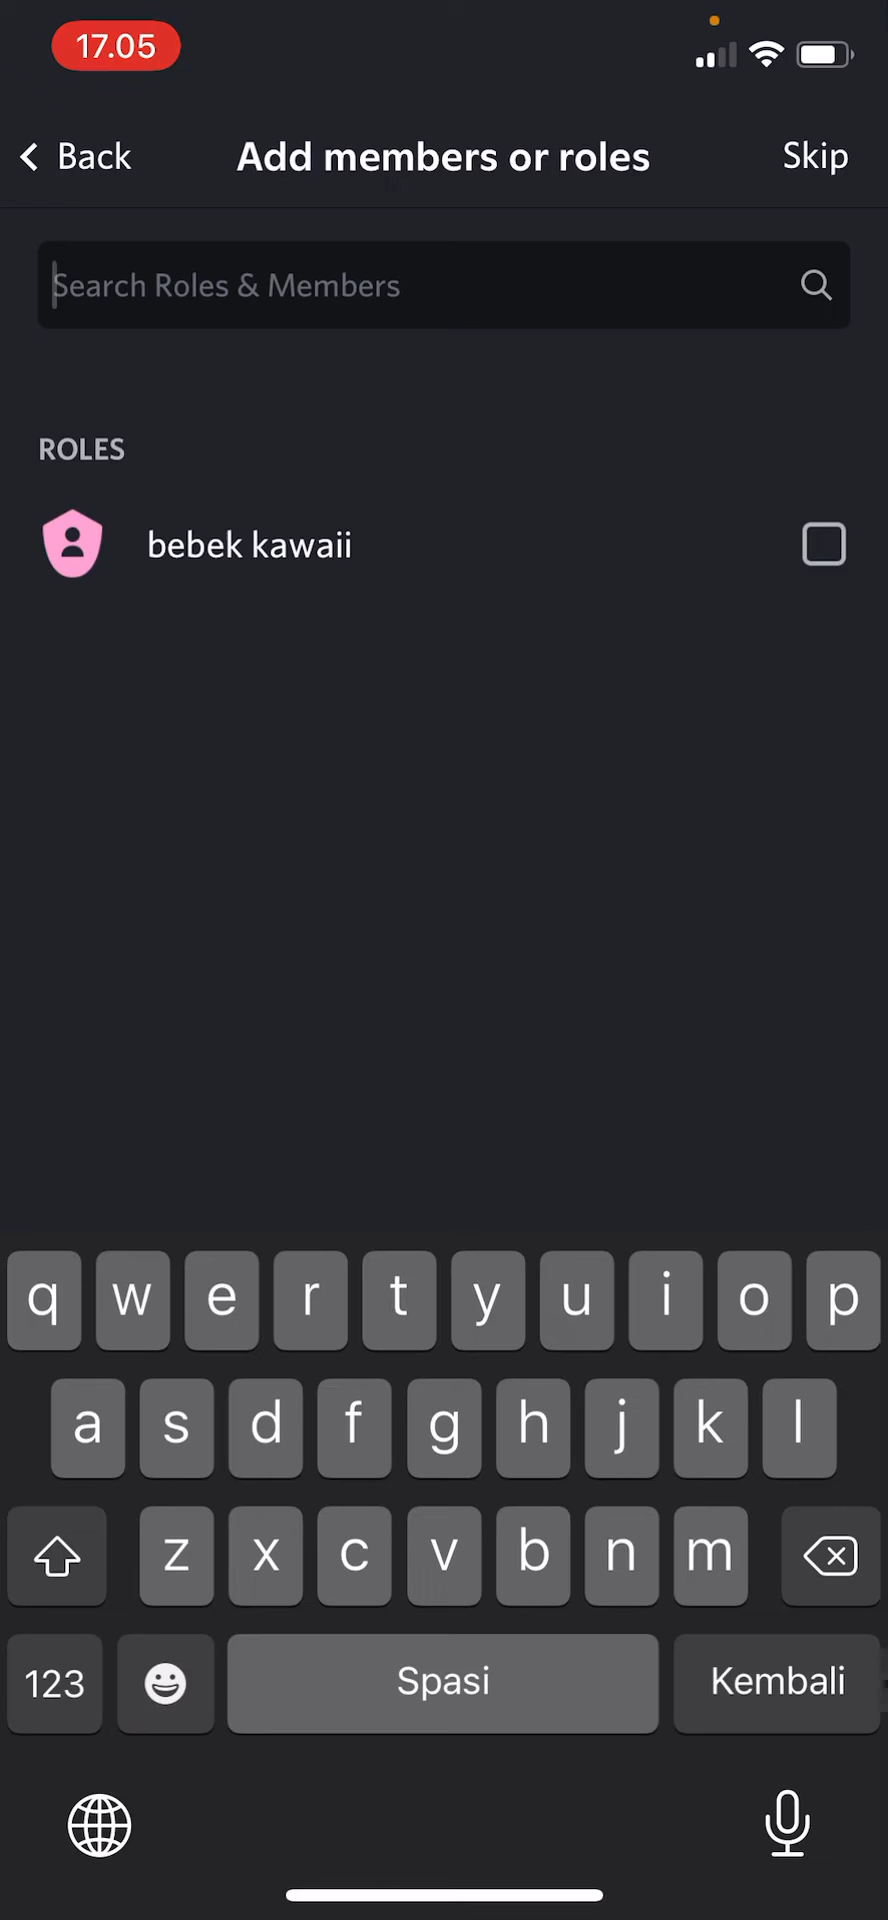 17.05
Back
Add members or roles
Skip
Search Roles & Members
ROLES
bebek kawaii
q w e r t y u i o p
a s d f g h j k l
z x c v b n m
123
Spasi
Kembali